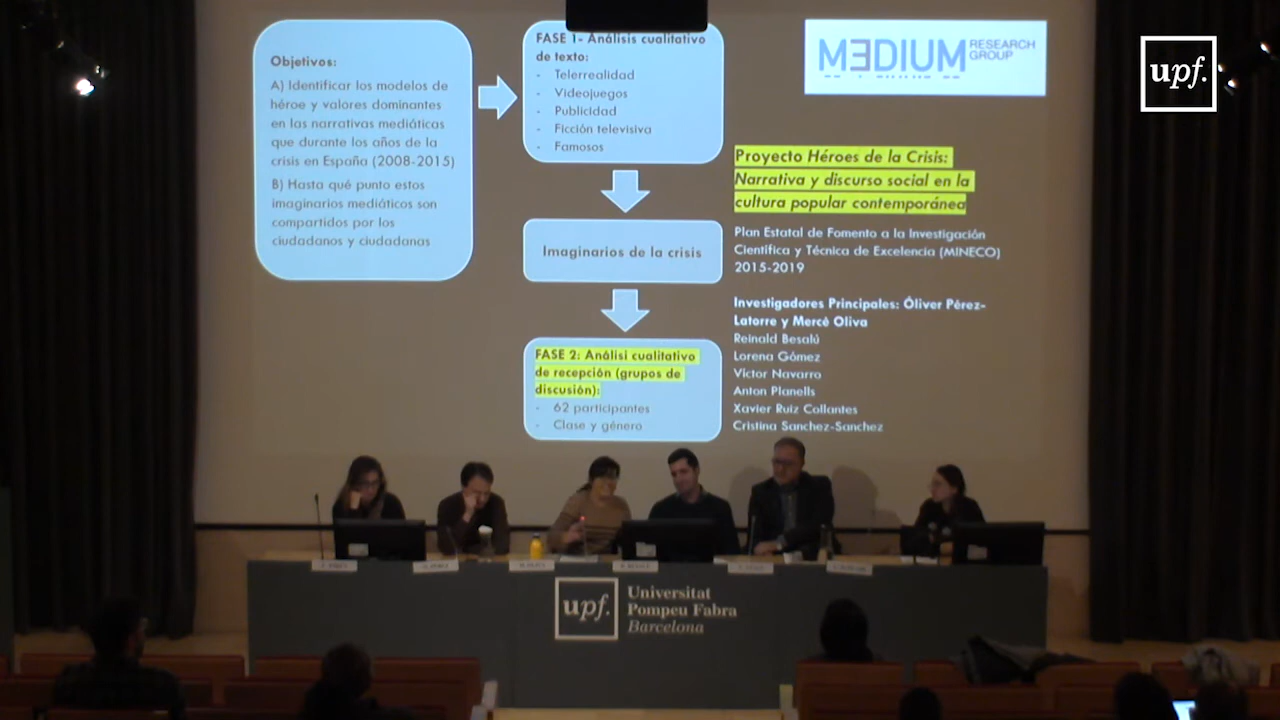 Objetivos:
A) Identificar los modelos de
héroe y valores dominantes
en las narrativas mediáticas
que durante los años de la
crisis en España (2008-2015)
B) Hasta qué punto estos
imaginarios mediáticos son
compartidos por los
ciudadanos y ciudadanas
FASE 1- Análisis cualitativo
de texto:
- Telerrealidad
- Videojuegos
- Publicidad
- Ficción televisiva
- Famosos
Imaginarios de la crisis
FASE 2: Análisi cualitativo
de recepción (grupos de
discusión):
- 62 participantes
- Clase y género
MƎDIUM RESEARCH
GROUP
Proyecto Héroes de la Crisis:
Narrativa y discurso social en la
cultura popular contemporánea
Plan Estatal de Fomento a la Investigación
Científica y Técnica de Excelencia (MINECO)
2015-2019
Investigadores Principales: Óliver Pérez-
Latorre y Mercè Oliva
Reinald Besalú
Lorena Gómez
Víctor Navarro
Anton Planells
Xavier Ruiz Collantes
Cristina Sanchez-Sanchez
upf.
upf.
Universitat
Pompeu Fabra
Barcelona